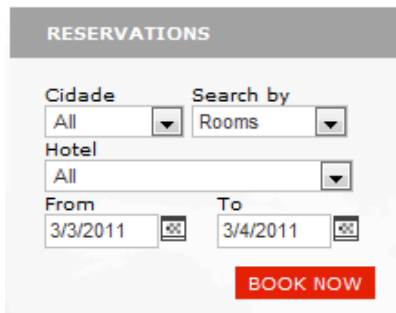 RESERVATIONS
Cidade Search by
All Rooms
Hotel
All
From To
3/3/2011 3/4/2011
BOOK NOW